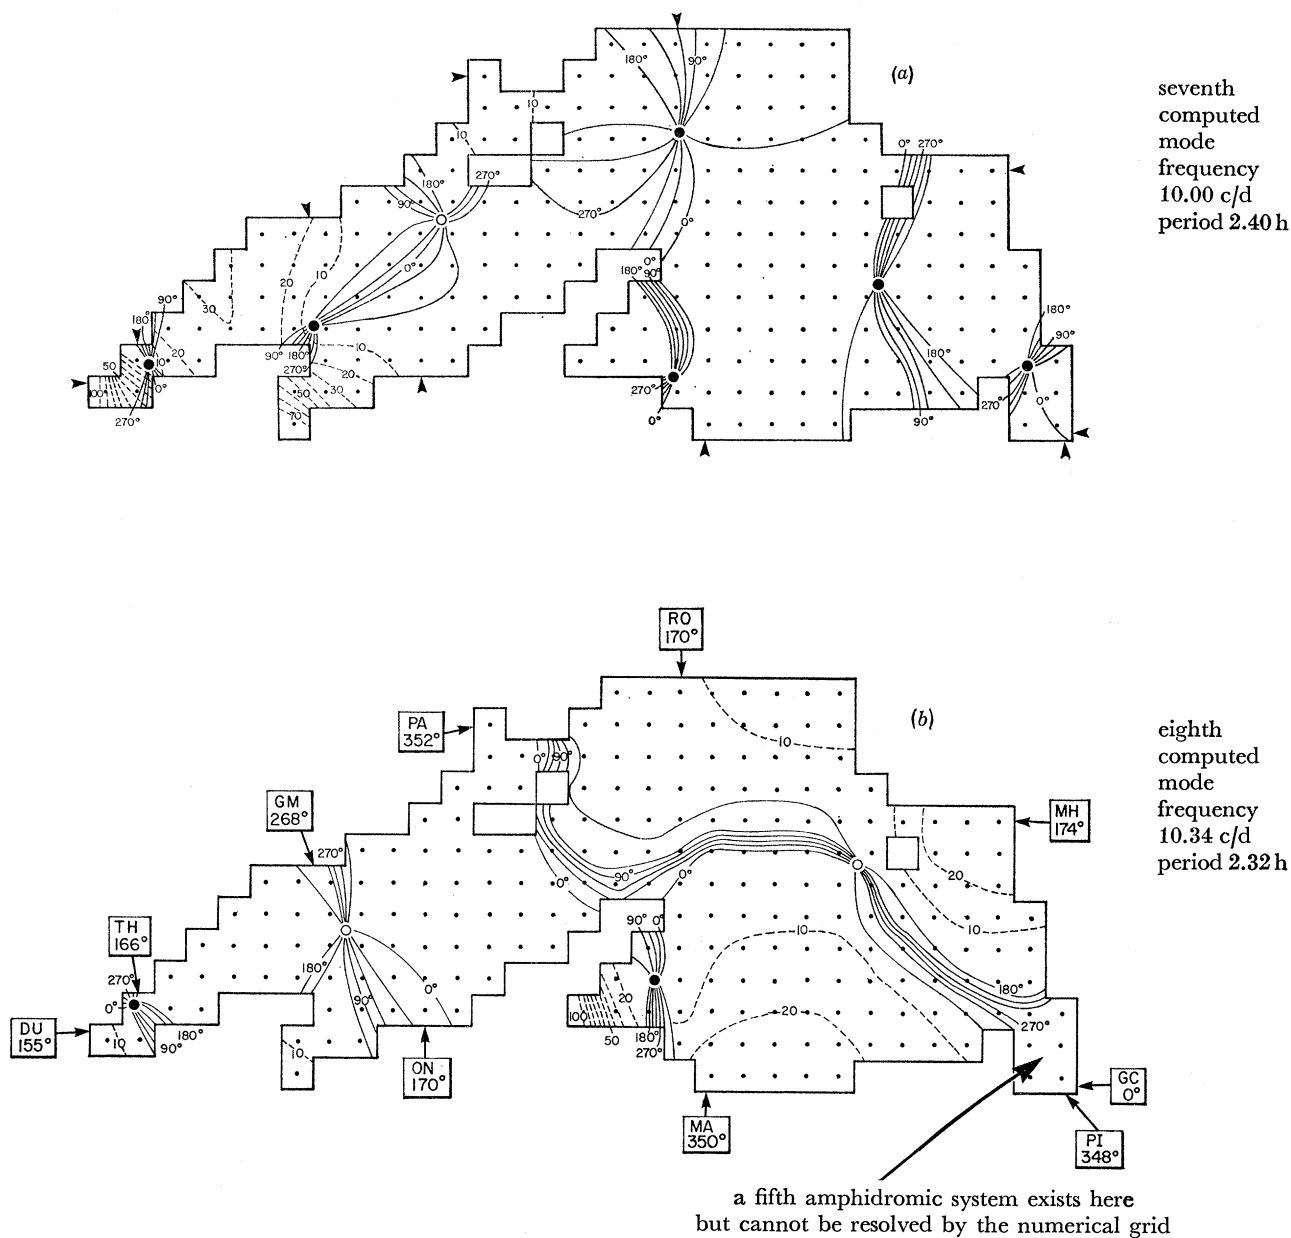 (a)
seventh
computed
mode
frequency
10.00 c/d
period 2.40 h
180°
90°
10
10
0° 270°
180°
270°
90°
270°
0°
0°
20
10
30
0°
180° 90°
90°
180°
10
20
50
100
0°
270°
90° 180°
270°
10
20
30
50
70
270°
0°
180°
90°
180°
90°
270°
0°
(b)
eighth
computed
mode
frequency
10.34 c/d
period 2.32 h
RO
170°
PA
352°
GM
268°
MH
174°
TH
166°
DU
155°
ON
170°
MA
350°
GC
0°
PI
348°
10
0° 90°
20
10
270°
90°
0°
0°
90° 0°
10
180°
90°
0°
270°
0°
180°
90°
10
10
20
100
50
180°
270°
20
180°
270°
a fifth amphidromic system exists here
but cannot be resolved by the numerical grid